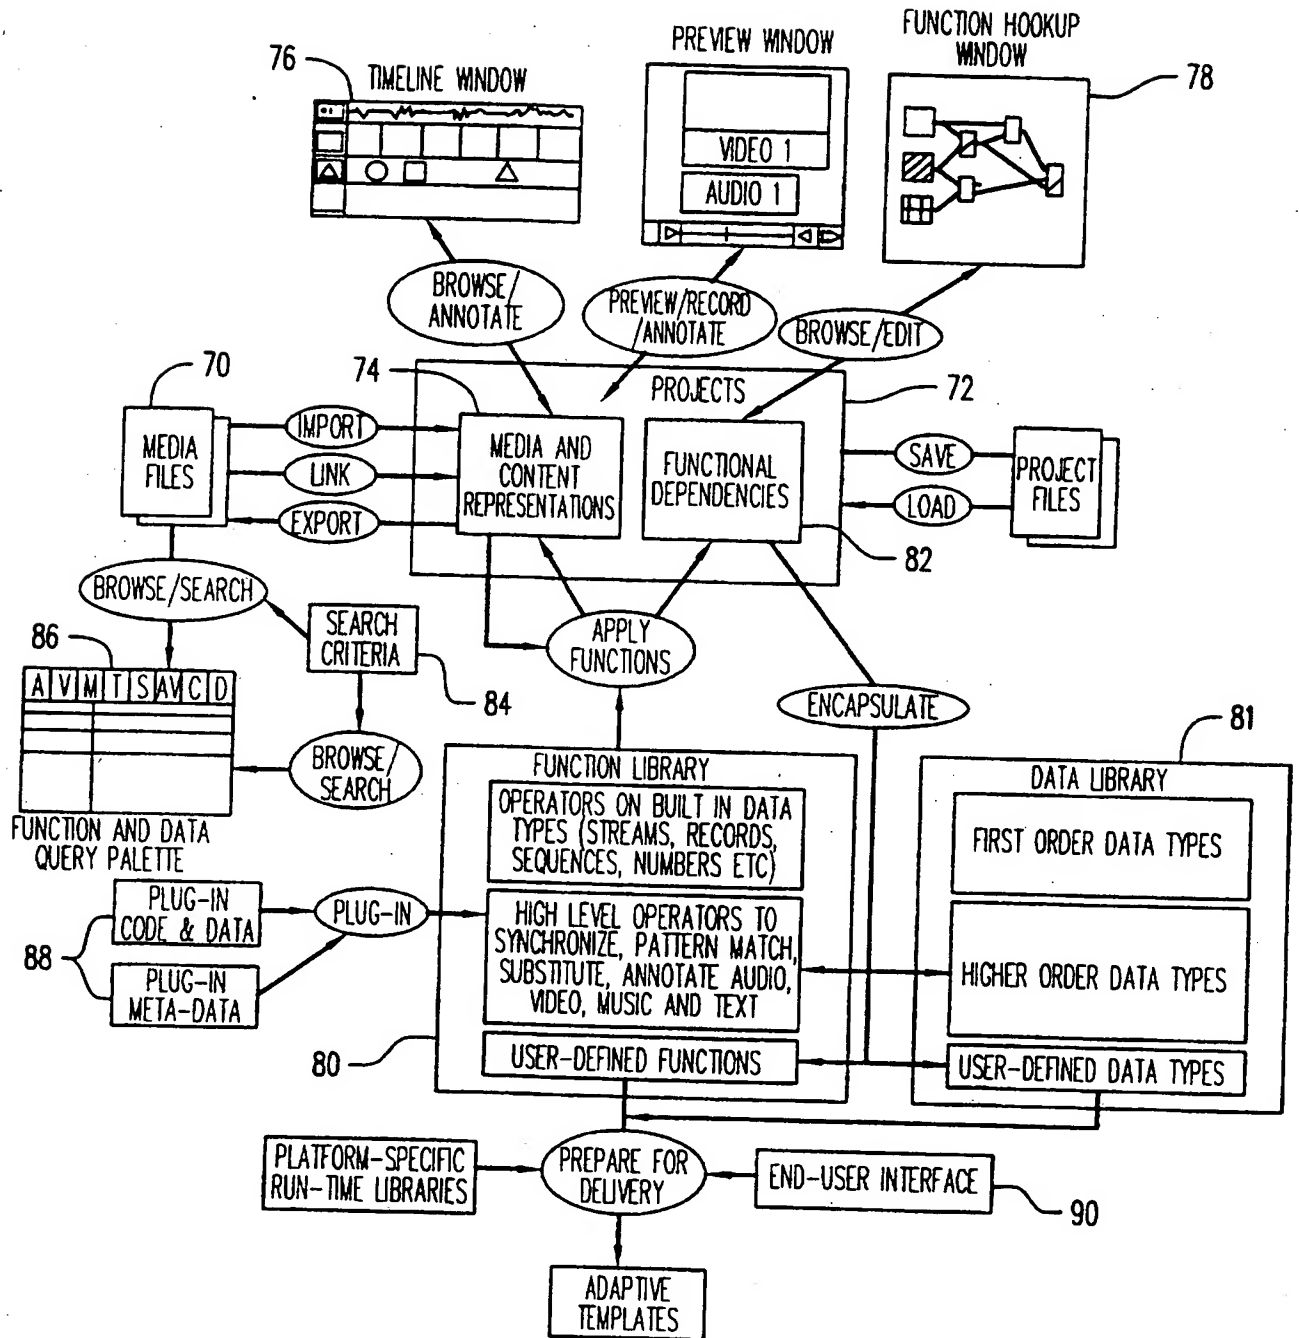 FUNCTION HOOKUP
WINDOW
PREVIEW WINDOW
76
TIMELINE WINDOW
78
VIDEO 1
AUDIO 1
BROWSE/
ANNOTATE
PREVIEW/RECORD
/ANNOTATE
BROWSE/EDIT
70
74
PROJECTS
72
MEDIA
FILES
IMPORT
LINK
EXPORT
MEDIA AND
CONTENT
REPRESENTATIONS
FUNCTIONAL
DEPENDENCIES
SAVE
LOAD
PROJECT
FILES
82
BROWSE/SEARCH
SEARCH
CRITERIA
APPLY
FUNCTIONS
86
A V M T S AV C D
84
ENCAPSULATE
81
BROWSE/
SEARCH
FUNCTION LIBRARY
DATA LIBRARY
OPERATORS ON BUILT IN DATA
TYPES (STREAMS, RECORDS,
SEQUENCES, NUMBERS ETC)
FIRST ORDER DATA TYPES
FUNCTION AND DATA
QUERY PALETTE
PLUG-IN
CODE & DATA
PLUG-IN
HIGH LEVEL OPERATORS TO
SYNCHRONIZE, PATTERN MATCH,
SUBSTITUTE, ANNOTATE AUDIO,
VIDEO, MUSIC AND TEXT
HIGHER ORDER DATA TYPES
88
PLUG-IN
META-DATA
80
USER-DEFINED FUNCTIONS
USER-DEFINED DATA TYPES
PLATFORM-SPECIFIC
RUN-TIME LIBRARIES
PREPARE FOR
DELIVERY
END-USER INTERFACE
90
ADAPTIVE
TEMPLATES